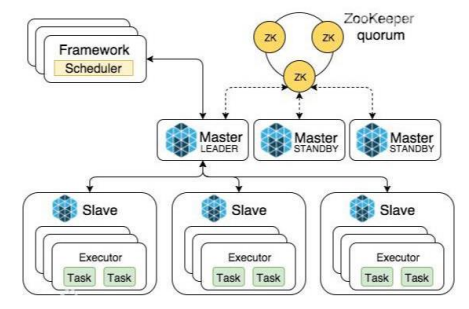 ZooKeeper
quorum
ZK
ZK
ZK
Framework
Scheduler
Master
LEADER
Master
STANDBY
Master
STANDBY
Slave
Slave
Slave
Executor
Executor
Executor
Task Task
Task Task
Task Task